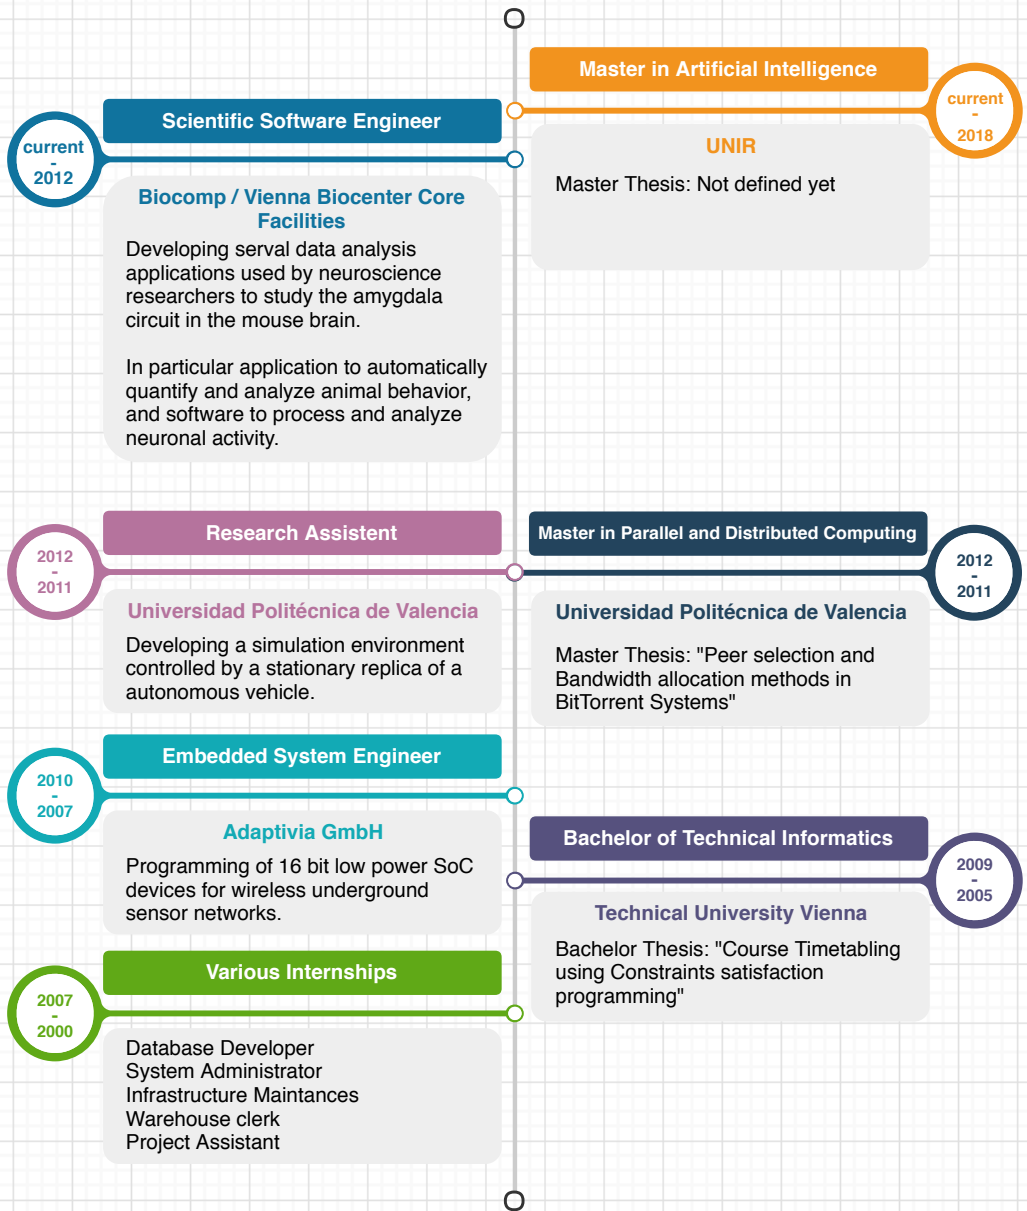 Master in Artificial Intelligence
current
-
2018
UNIR
Master Thesis: Not defined yet
Scientific Software Engineer
current
-
2012
Biocomp / Vienna Biocenter Core
Facilities
Developing serval data analysis
applications used by neuroscience
researchers to study the amygdala
circuit in the mouse brain.
In particular application to automatically
quantify and analyze animal behavior,
and software to process and analyze
neuronal activity.
Research Assistent
2012
-
2011
Universidad Politécnica de Valencia
Developing a simulation environment
controlled by a stationary replica of a
autonomous vehicle.
Master in Parallel and Distributed Computing
2012
-
2011
Universidad Politécnica de Valencia
Master Thesis: "Peer selection and
Bandwidth allocation methods in
BitTorrent Systems"
Embedded System Engineer
2010
-
2007
Adaptivia GmbH
Programming of 16 bit low power SoC
devices for wireless underground
sensor networks.
Bachelor of Technical Informatics
2009
-
2005
Technical University Vienna
Bachelor Thesis: "Course Timetabling
using Constraints satisfaction
programming"
Various Internships
2007
-
2000
Database Developer
System Administrator
Infrastructure Maintances
Warehouse clerk
Project Assistant